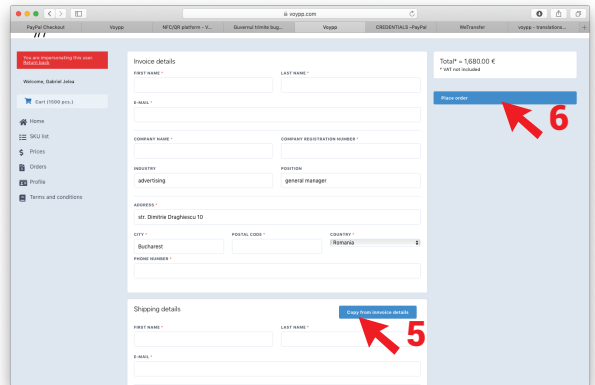 voypp.com
PayPal Checkout
Voypp
NFC/QR platform - V...
Guvernul trimite bug...
Voypp
CREDENTIALS -PayPal
WeTransfer
voypp - translations...
You are impersonating this user.
Return back
Welcome, Gabriel Jelea
Cart (1000 pcs.)
Home
SKU list
Prices
Orders
Profile
Terms and conditions
Invoice details
FIRST NAME *
LAST NAME *
E-MAIL *
COMPANY NAME *
COMPANY REGISTRATION NUMBER *
INDUSTRY
POSITION
advertising
general manager
ADDRESS *
str. Dimitrie Draghiescu 10
CITY *
POSTAL CODE *
COUNTRY *
Bucharest
Romania
PHONE NUMBER *
Shipping details
Copy from innvoice details
5
FIRST NAME *
LAST NAME *
E-MAIL *
Total* = 1,680.00 €
* VAT not included
Place order
6